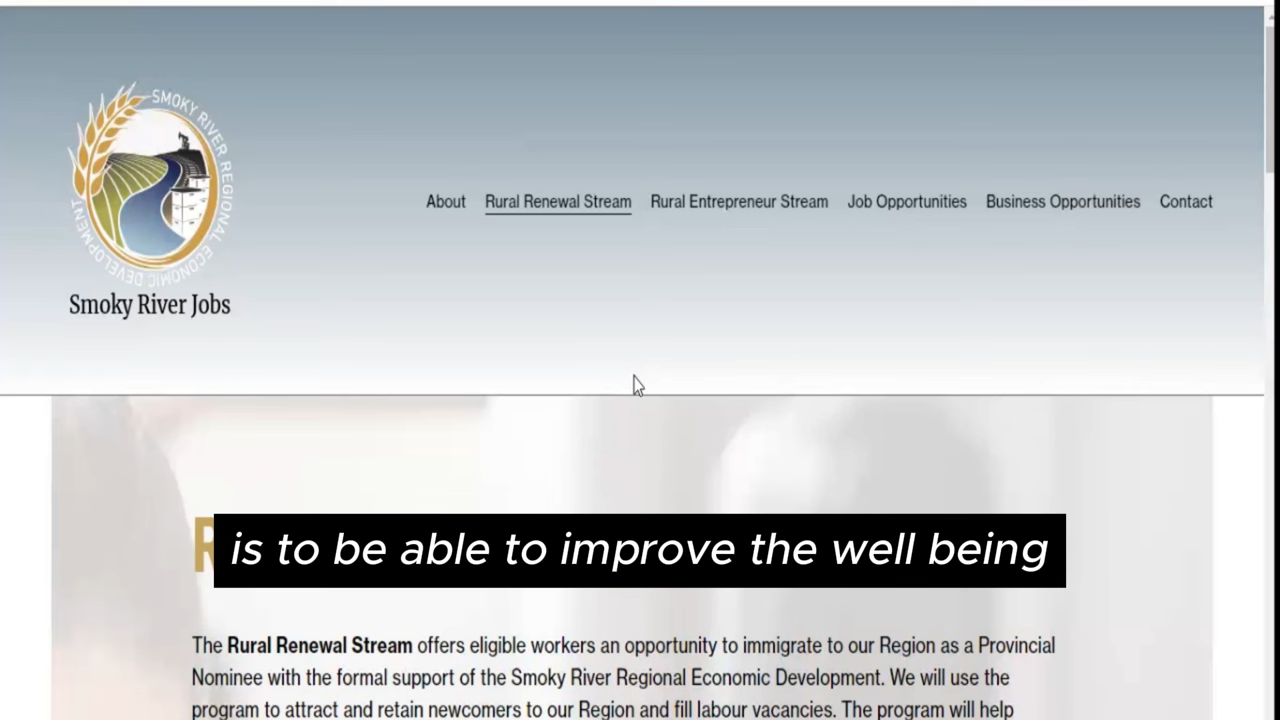 SMOKY RIVER REGIONAL ECONOMIC DEVELOPMENT
Smoky River Jobs
About Rural Renewal Stream Rural Entrepreneur Stream Job Opportunities Business Opportunities Contact
is to be able to improve the well being
The Rural Renewal Stream offers eligible workers an opportunity to immigrate to our Region as a Provincial
Nominee with the formal support of the Smoky River Regional Economic Development. We will use the
program to attract and retain newcomers to our Region and fill labour vacancies. The program will help